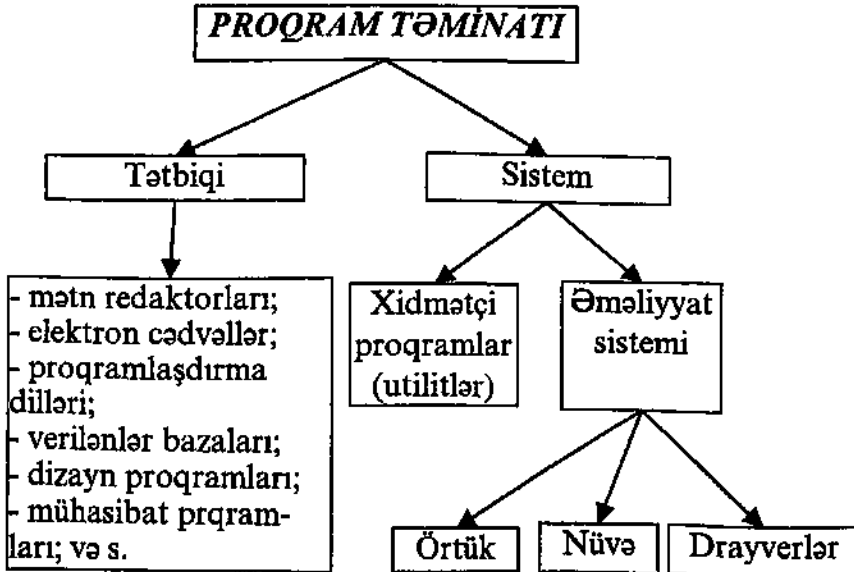 PROQRAM TƏMİNATI
Tətbiqi
Sistem
- mətn redaktorları;
- elektron cədvəllər;
- proqramlaşdırma
dilləri;
- verilənlər bazaları;
- dizayn proqramları;
- mühasibat prqram-
ları; və s.
Xidmətçi
proqramlar
(utilitlər)
Əməliyyat
sistemi
Örtük
Nüvə
Drayverlər